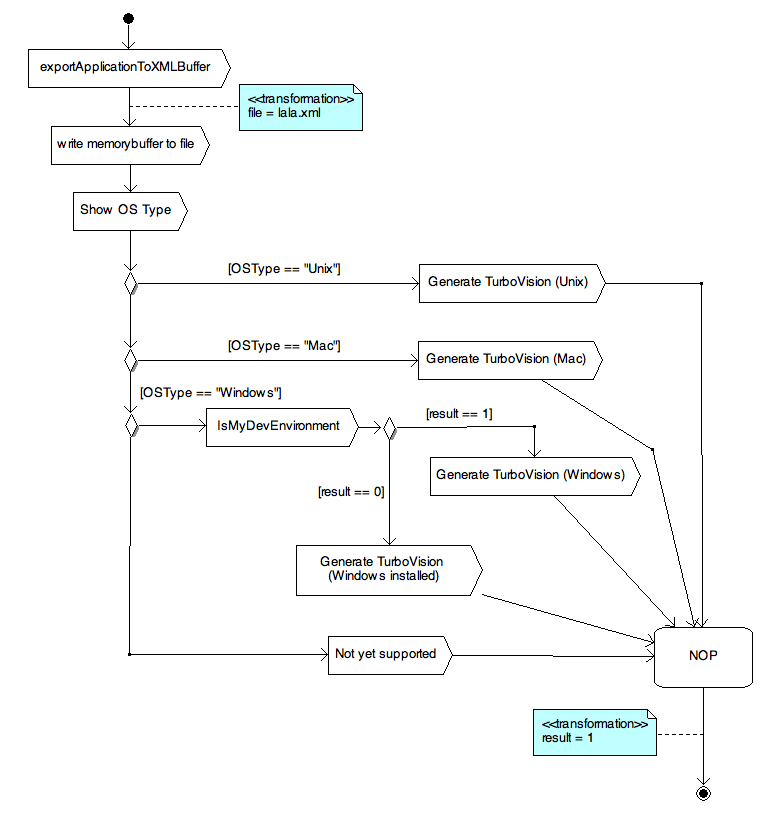 exportApplicationToXMLBuffer
<<transformation>>
file = lala.xml
write memorybuffer to file
Show OS Type
[OSType == "Unix"]
Generate TurboVision (Unix)
[OSType == "Mac"]
Generate TurboVision (Mac)
[OSType == "Windows"]
IsMyDevEnvironment
[result == 1]
Generate TurboVision (Windows)
[result == 0]
Generate TurboVision
(Windows installed)
Not yet supported
NOP
<<transformation>>
result = 1